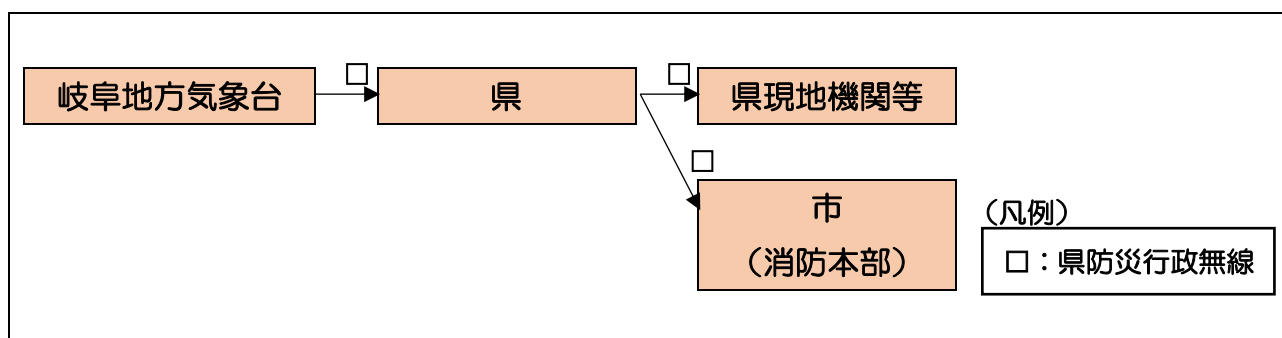 岐阜地方気象台
□
県
□
県現地機関等
□
市
（消防本部）
（凡例）
□：県防災行政無線